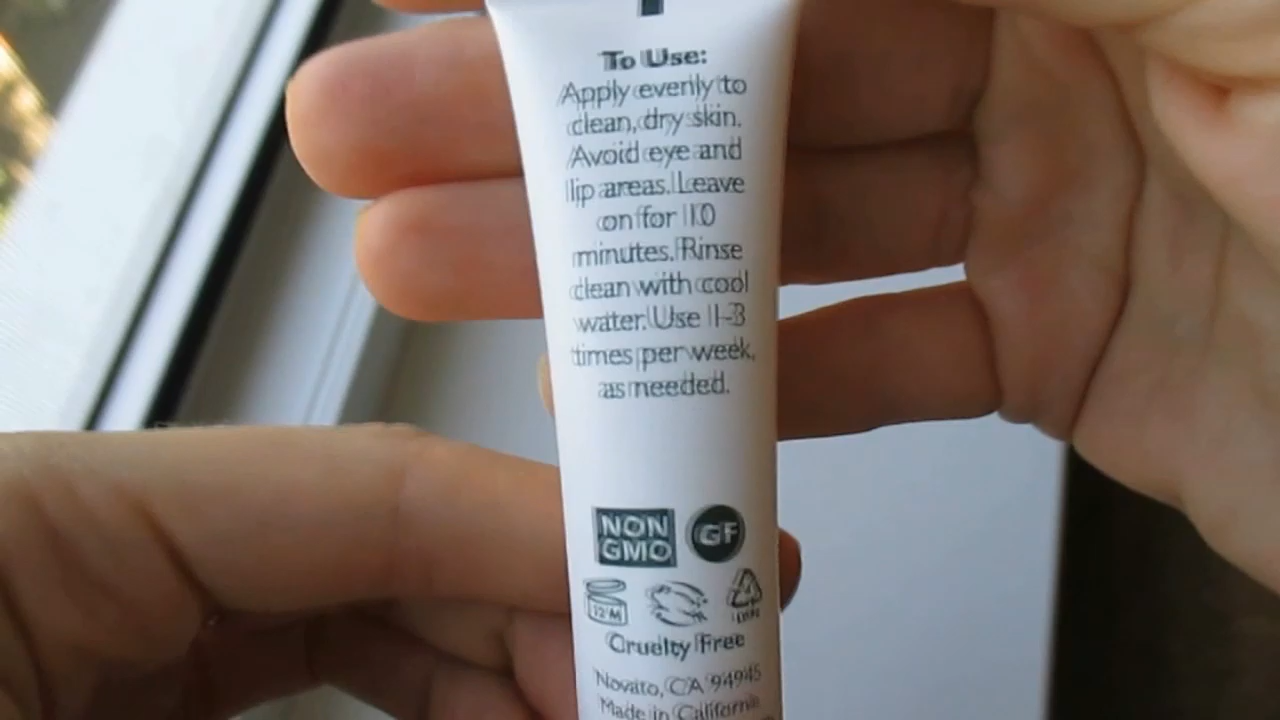 To Use:
Apply evenly to
clean, dry skin.
Avoid eye and
lip areas. Leave
on for 10
minutes. Rinse
clean with cool
water. Use 1-3
times per week,
as needed.
NON
GMO
GF
12M
Cruelty Free
Novato, CA 94945
Made in California